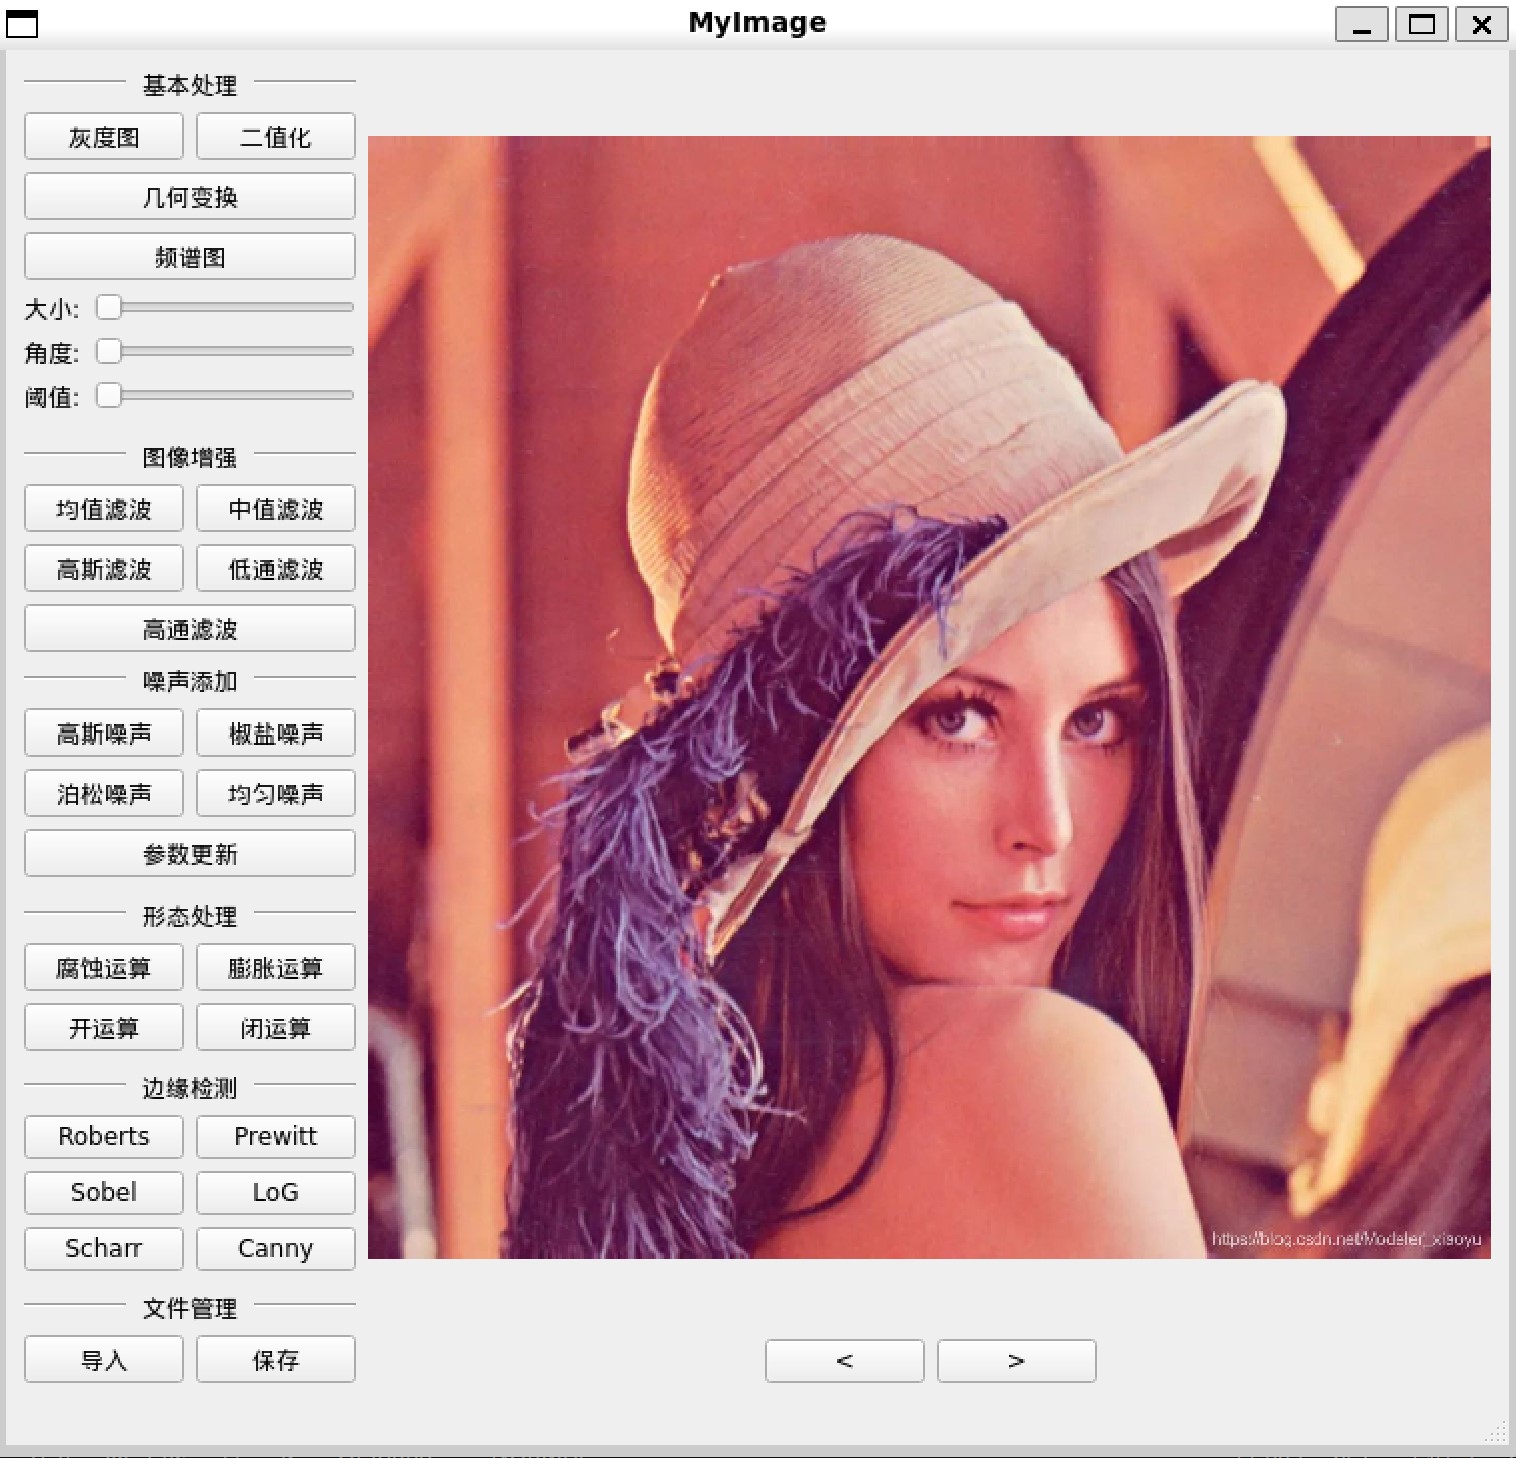 MyImage
基本处理
灰度图 二值化
几何变换
频谱图
大小:
角度:
阈值:
图像增强
均值滤波 中值滤波
高斯滤波 低通滤波
高通滤波
噪声添加
高斯噪声 椒盐噪声
泊松噪声 均匀噪声
参数更新
形态处理
腐蚀运算 膨胀运算
开运算 闭运算
边缘检测
Roberts Prewitt
Sobel LoG
Scharr Canny
文件管理
导入 保存
https://blog.csdn.net/Modeler_xiaoyu
< >